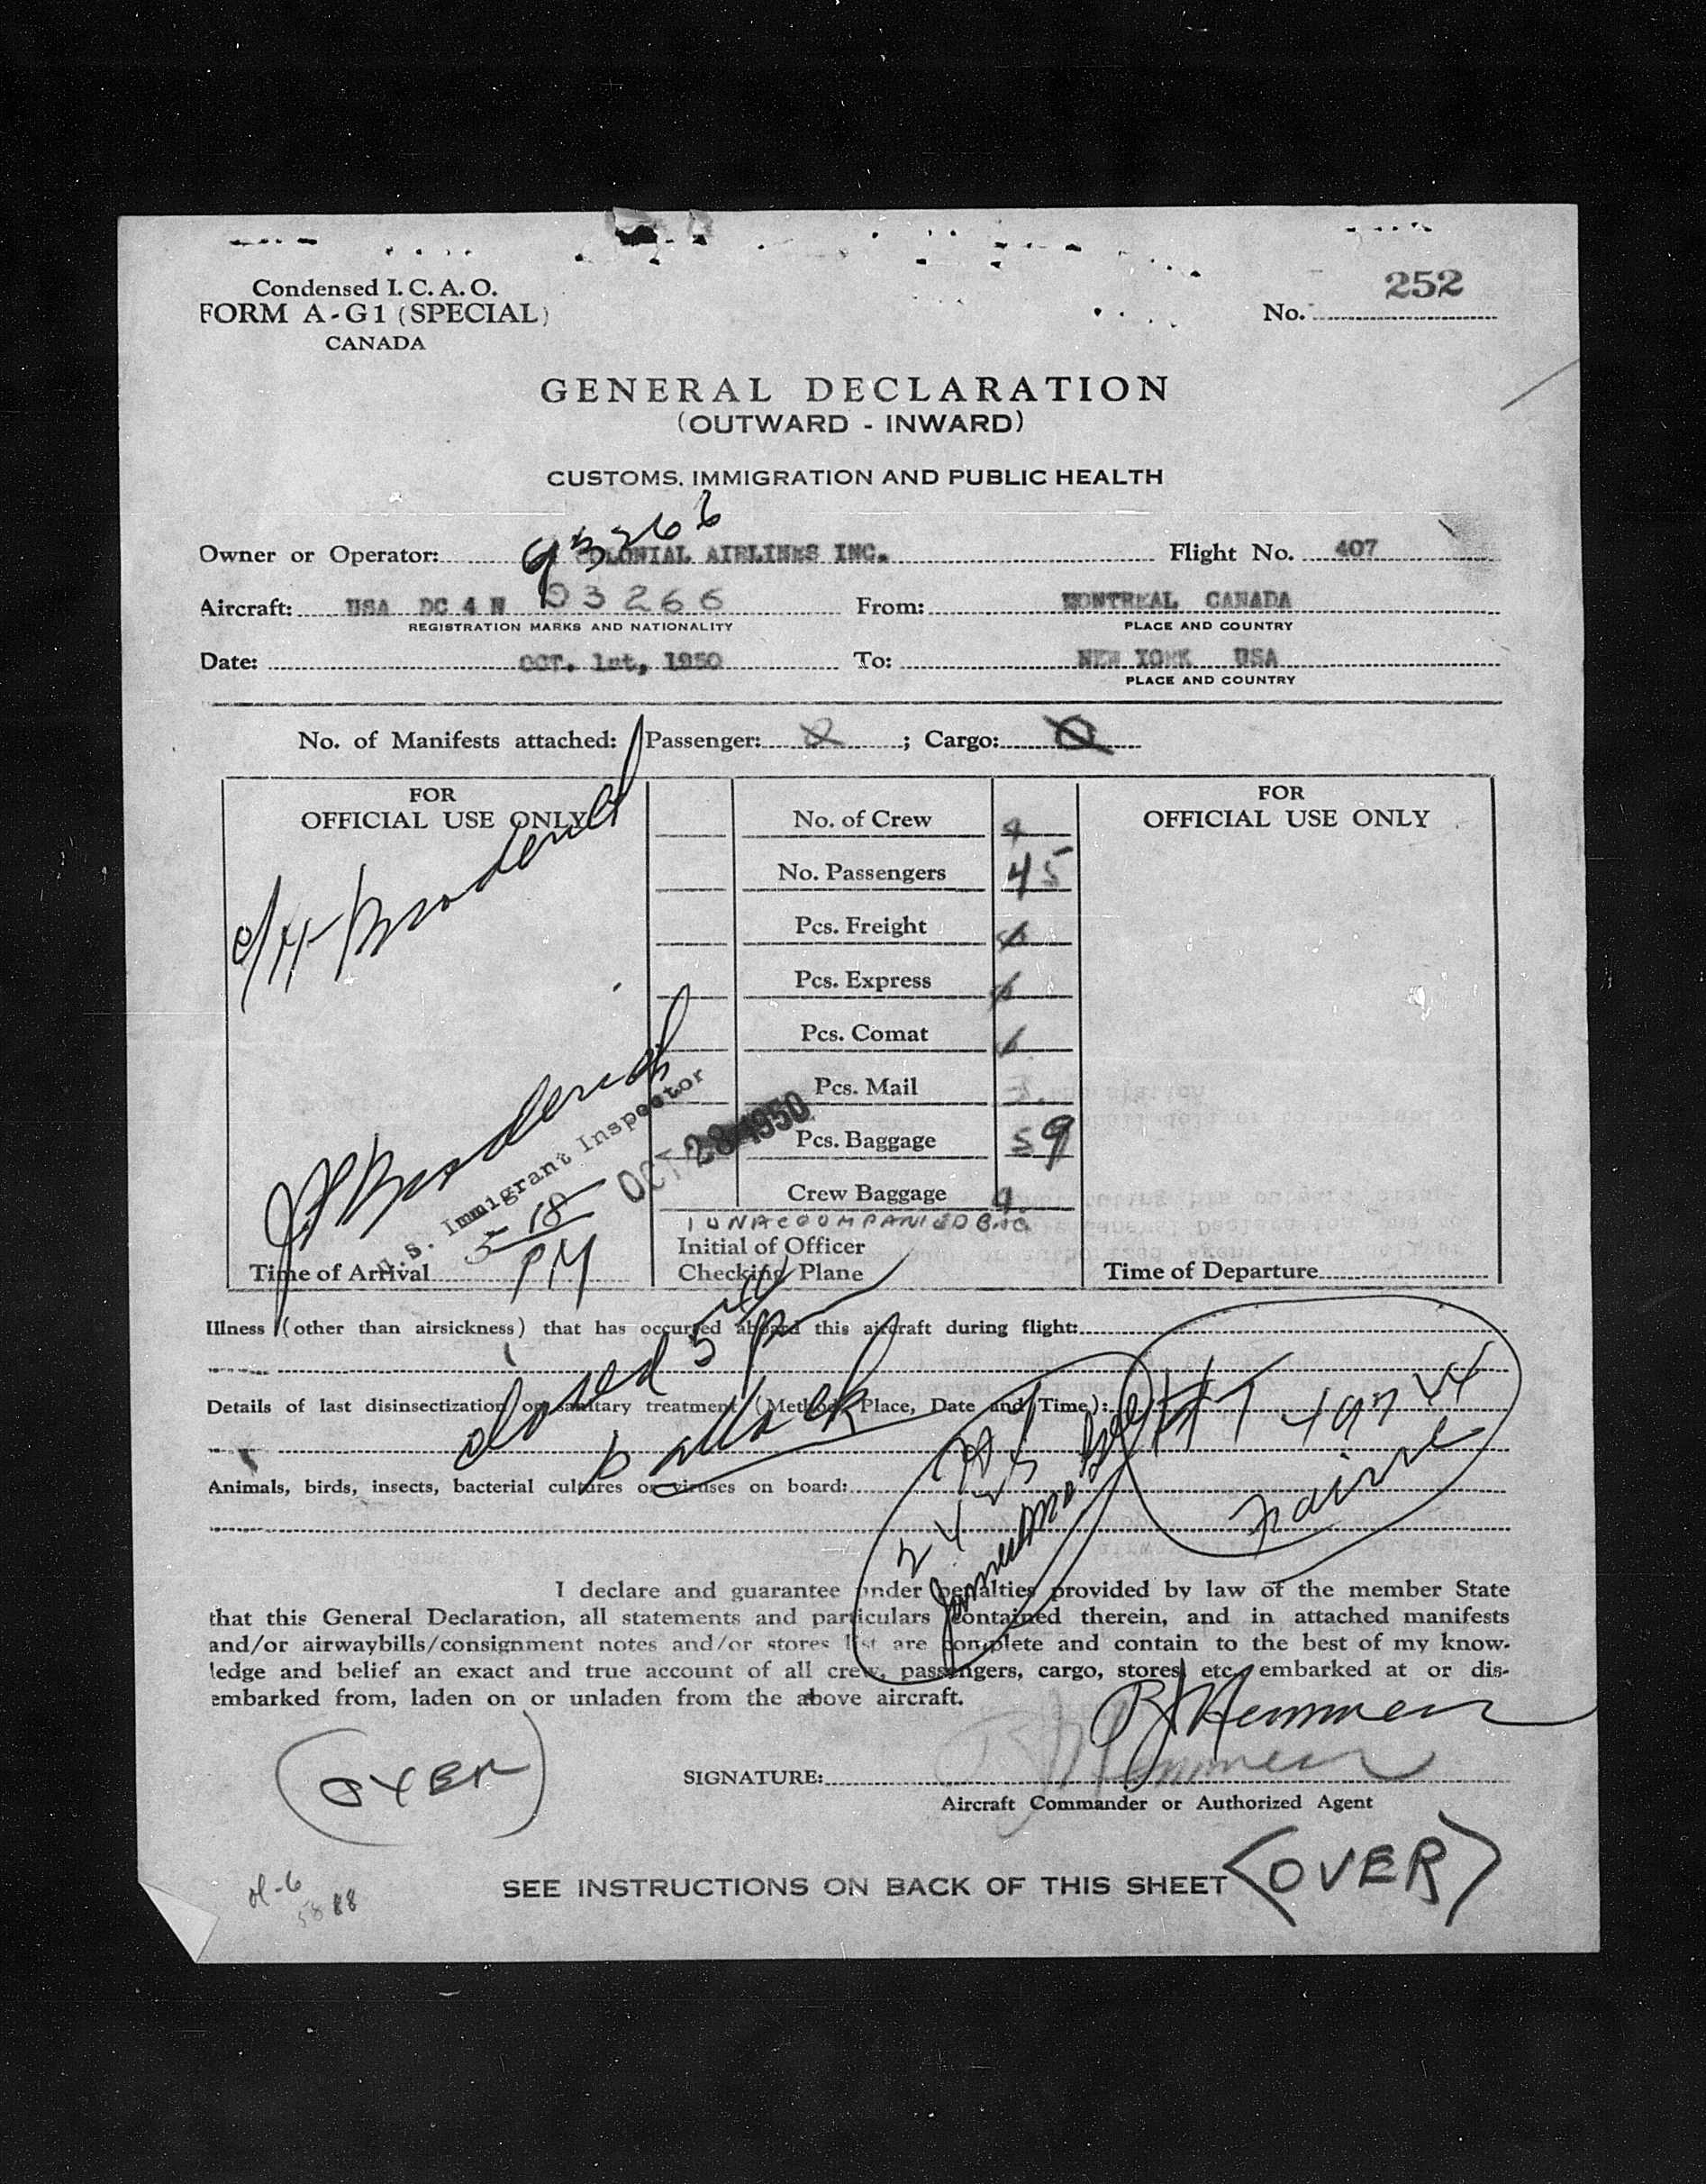 Condensed I. C. A. O.
FORM A-G1 (SPECIAL)
CANADA
252
No.
GENERAL DECLARATION
(OUTWARD - INWARD)
CUSTOMS, IMMIGRATION AND PUBLIC HEALTH
93266
Owner or Operator: COLONIAL AIRLINES INC. Flight No. 407
Aircraft: USA DC 4 N 93266 From: MONTREAL CANADA
REGISTRATION MARKS AND NATIONALITY PLACE AND COUNTRY
Date: OCT. 1st, 1950 To: NEW YORK USA
PLACE AND COUNTRY
No. of Manifests attached: Passenger: ; Cargo:
FOR
OFFICIAL USE ONLY
No. of Crew 4
No. Passengers 45
Pcs. Freight
Pcs. Express
Pcs. Comat
Pcs. Mail
Pcs. Baggage 59
Crew Baggage 4
1 UNACCOMPANIED BAG.
Initial of Officer
Checking Plane
FOR
OFFICIAL USE ONLY
Time of Departure
Broderick
J Broderick
U.S. Immigrant Inspector
OCT 1950
5 18
PM
Time of Arrival
Illness (other than airsickness) that has occurred aboard this aircraft during flight:
closed 5
Details of last disinsectization or sanitary treatment (Method, Place, Date and Time):
Animals, birds, insects, bacterial cultures or viruses on board:
I declare and guarantee under penalties provided by law of the member State
that this General Declaration, all statements and particulars contained therein, and in attached manifests
and/or airwaybills/consignment notes and/or stores list are complete and contain to the best of my know-
ledge and belief an exact and true account of all crew, passengers, cargo, stores, etc, embarked at or dis-
embarked from, laden on or unladen from the above aircraft.
(OVER)
SIGNATURE:
Aircraft Commander or Authorized Agent
SEE INSTRUCTIONS ON BACK OF THIS SHEET
<OVER>